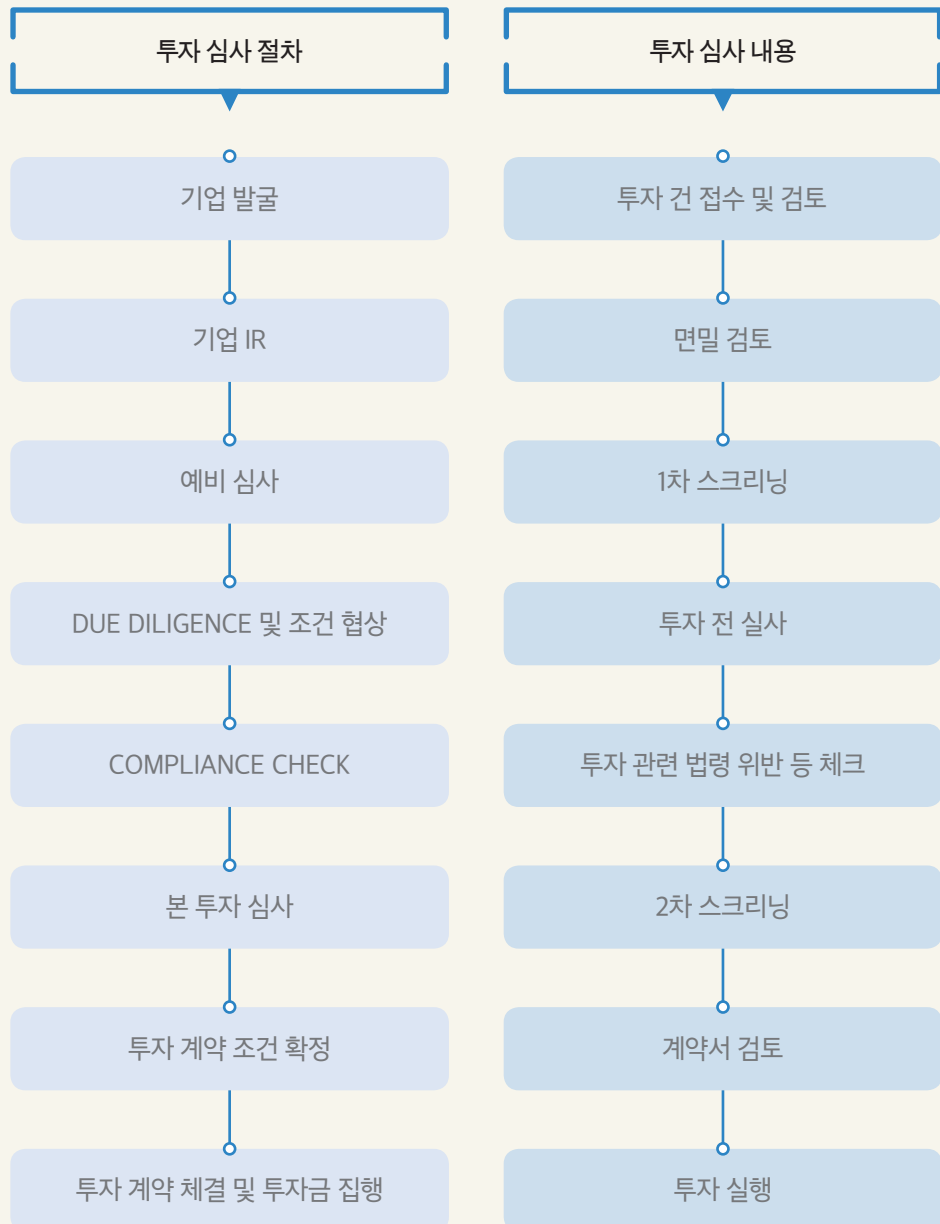 투자 심사 절차
기업 발굴
기업 IR
예비 심사
DUE DILIGENCE 및 조건 협상
COMPLIANCE CHECK
본 투자 심사
투자 계약 조건 확정
투자 계약 체결 및 투자금 집행
투자 심사 내용
투자 건 접수 및 검토
면밀 검토
1차 스크리닝
투자 전 실사
투자 관련 법령 위반 등 체크
2차 스크리닝
계약서 검토
투자 실행